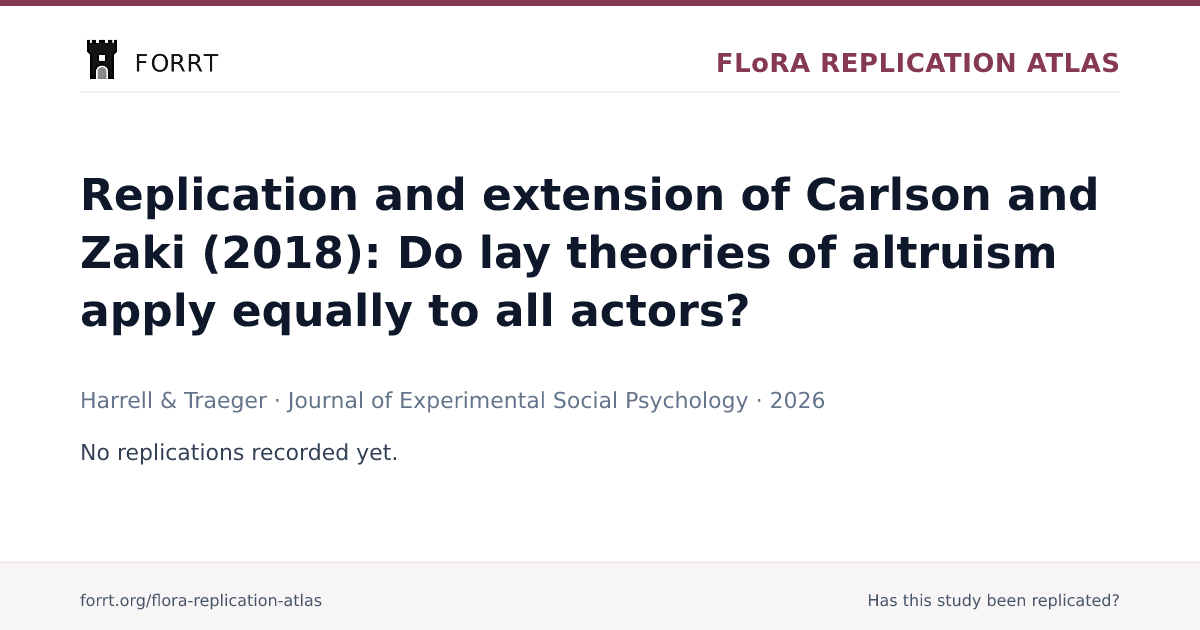 FORRT
FLoRA REPLICATION ATLAS
Replication and extension of Carlson and
Zaki (2018): Do lay theories of altruism
apply equally to all actors?
Harrell & Traeger · Journal of Experimental Social Psychology · 2026
No replications recorded yet.
forrt.org/flora-replication-atlas
Has this study been replicated?